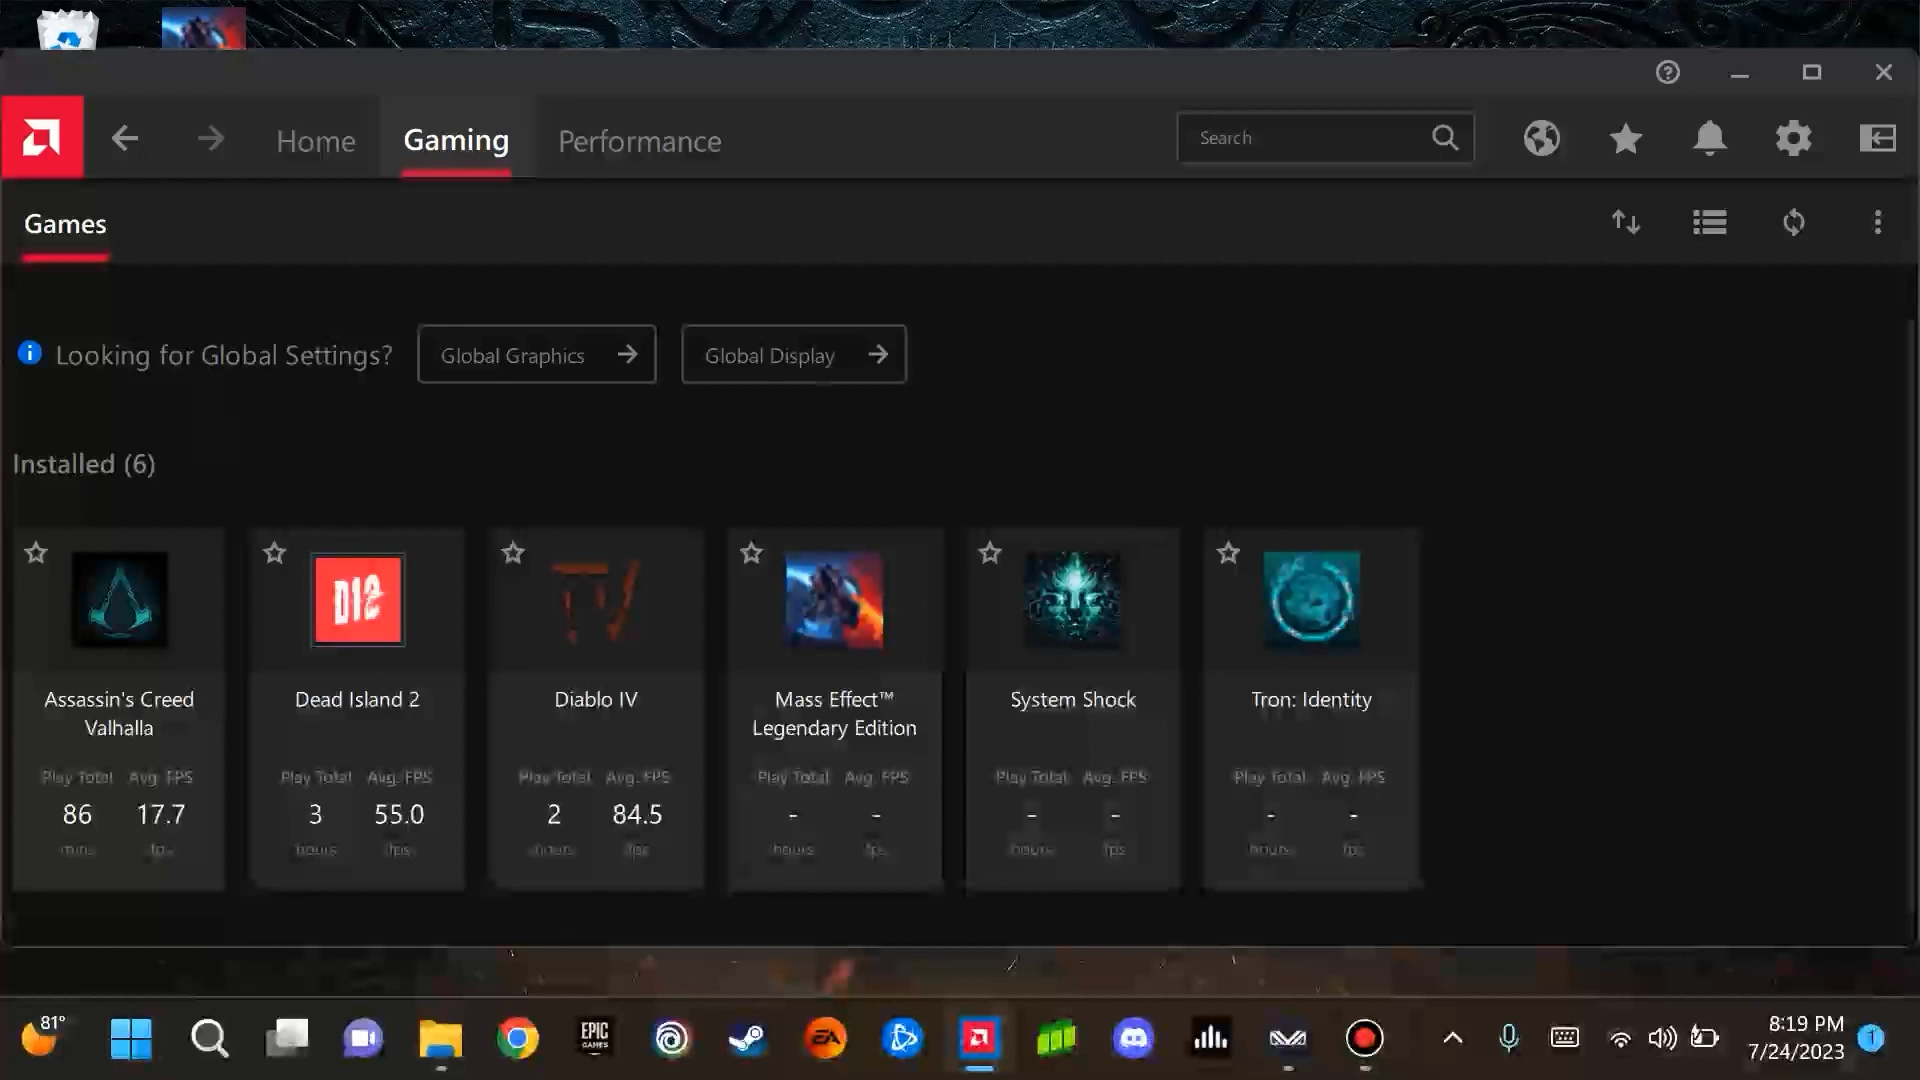 Home
Gaming
Performance
Search
Games
Looking for Global Settings?
Global Graphics
Global Display
Installed (6)
D12
Assassin's Creed
Valhalla
Dead Island 2
Diablo IV
Mass Effect™
Legendary Edition
System Shock
Tron: Identity
Play Total Avg. FPS
Play Total Avg. FPS
Play Total Avg. FPS
Play Total Avg. FPS
Play Total Avg. FPS
Play Total Avg. FPS
86 17.7
3 55.0
2 84.5
- -
- -
- -
mins fps
hours fps
hours fps
hours fps
hours fps
hours fps
81°
EPIC
GAMES
EA
8:19 PM
7/24/2023
1